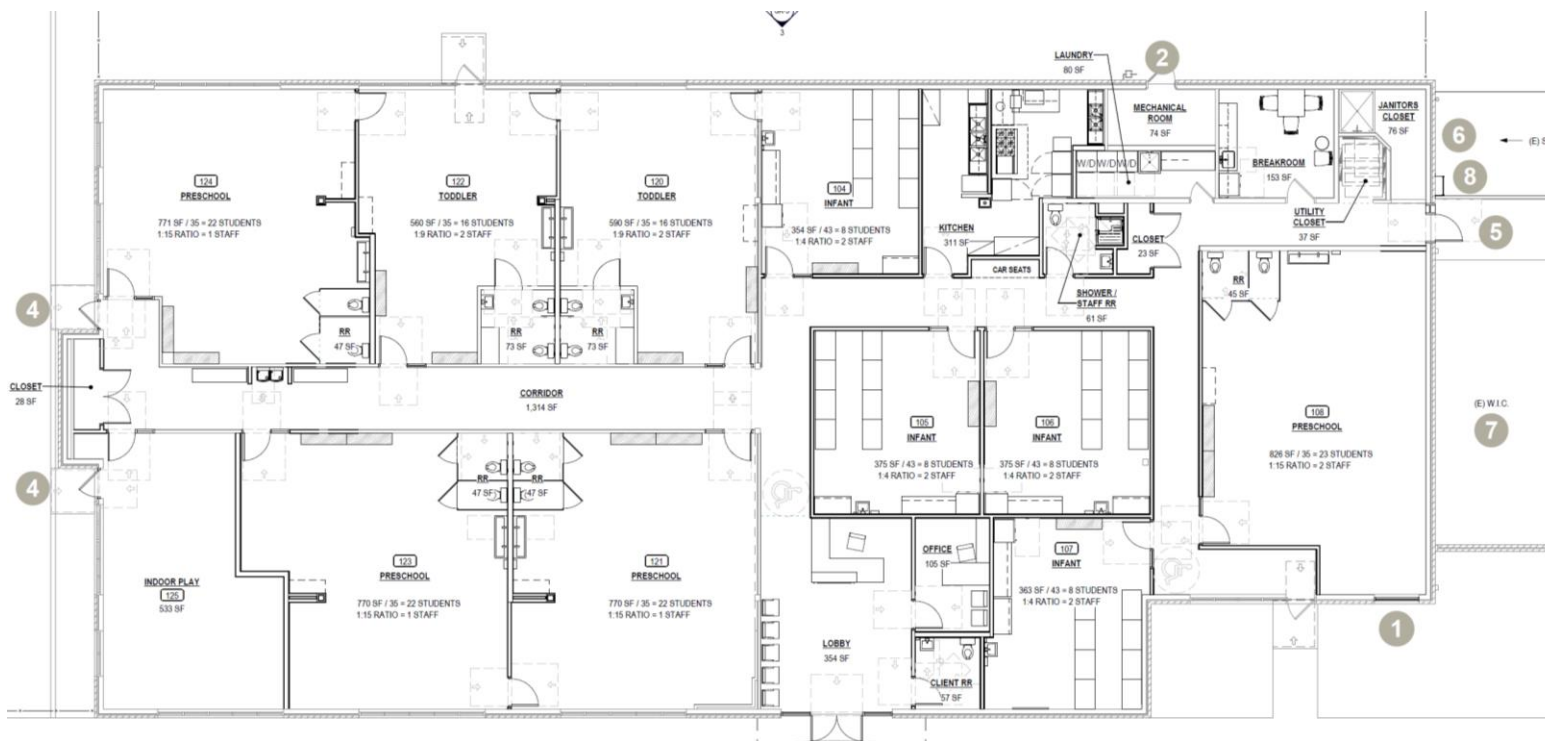 3
LAUNDRY
80 SF
2
MECHANICAL
ROOM
74 SF
JANITORS
CLOSET
76 SF
6
8
W/D W/D W/D
BREAKROOM
153 SF
124
PRESCHOOL
771 SF / 35 = 22 STUDENTS
1:15 RATIO = 1 STAFF
122
TODDLER
560 SF / 35 = 16 STUDENTS
1:9 RATIO = 2 STAFF
120
TODDLER
590 SF / 35 = 16 STUDENTS
1:9 RATIO = 2 STAFF
104
INFANT
354 SF / 43 = 8 STUDENTS
1:4 RATIO = 2 STAFF
KITCHEN
311 SF
CLOSET
23 SF
UTILITY
CLOSET
37 SF
5
CAR SEATS
SHOWER /
STAFF RR
61 SF
RR
45 SF
4
RR
47 SF
RR
73 SF
RR
73 SF
CLOSET
28 SF
CORRIDOR
1,314 SF
105
INFANT
375 SF / 43 = 8 STUDENTS
1:4 RATIO = 2 STAFF
106
INFANT
375 SF / 43 = 8 STUDENTS
1:4 RATIO = 2 STAFF
108
PRESCHOOL
826 SF / 35 = 23 STUDENTS
1:15 RATIO = 2 STAFF
(E) W.I.C.
7
4
RR
47 SF
RR
47 SF
INDOOR PLAY
125
533 SF
123
PRESCHOOL
770 SF / 35 = 22 STUDENTS
1:15 RATIO = 1 STAFF
121
PRESCHOOL
770 SF / 35 = 22 STUDENTS
1:15 RATIO = 1 STAFF
OFFICE
105 SF
107
INFANT
363 SF / 43 = 8 STUDENTS
1:4 RATIO = 2 STAFF
LOBBY
354 SF
CLIENT RR
57 SF
1